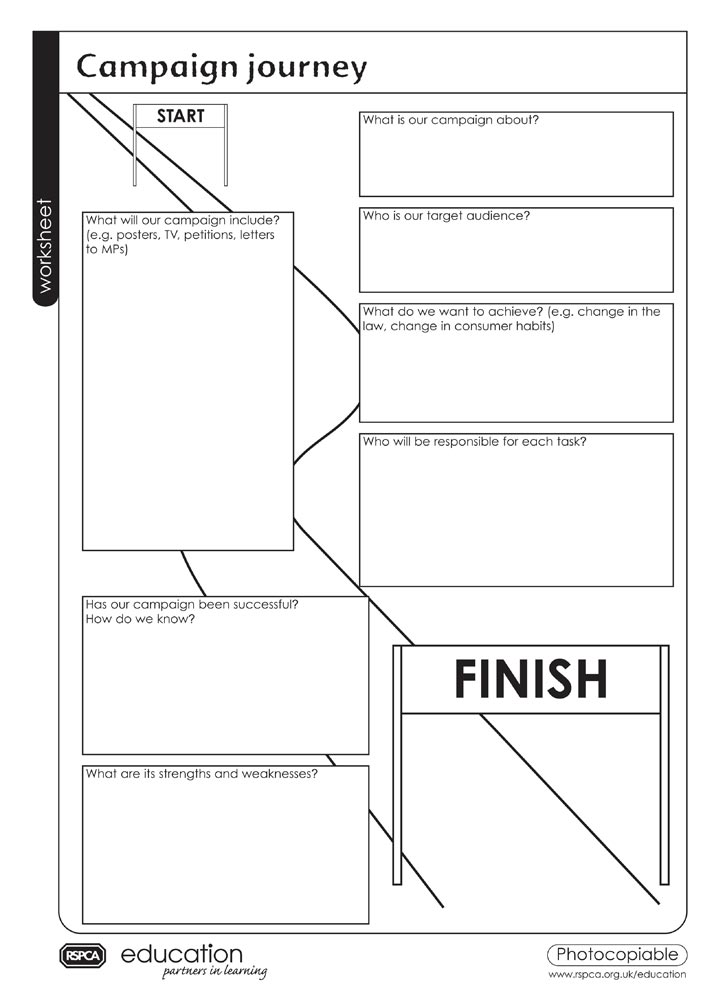 Campaign journey
worksheet
START
What is our campaign about?
Who is our target audience?
What will our campaign include?
(e.g. posters, TV, petitions, letters
to MPs)
What do we want to achieve? (e.g. change in the
law, change in consumer habits)
Who will be responsible for each task?
Has our campaign been successful?
How do we know?
FINISH
What are its strengths and weaknesses?
RSPCA
education
partners in learning
Photocopiable
www.rspca.org.uk/education